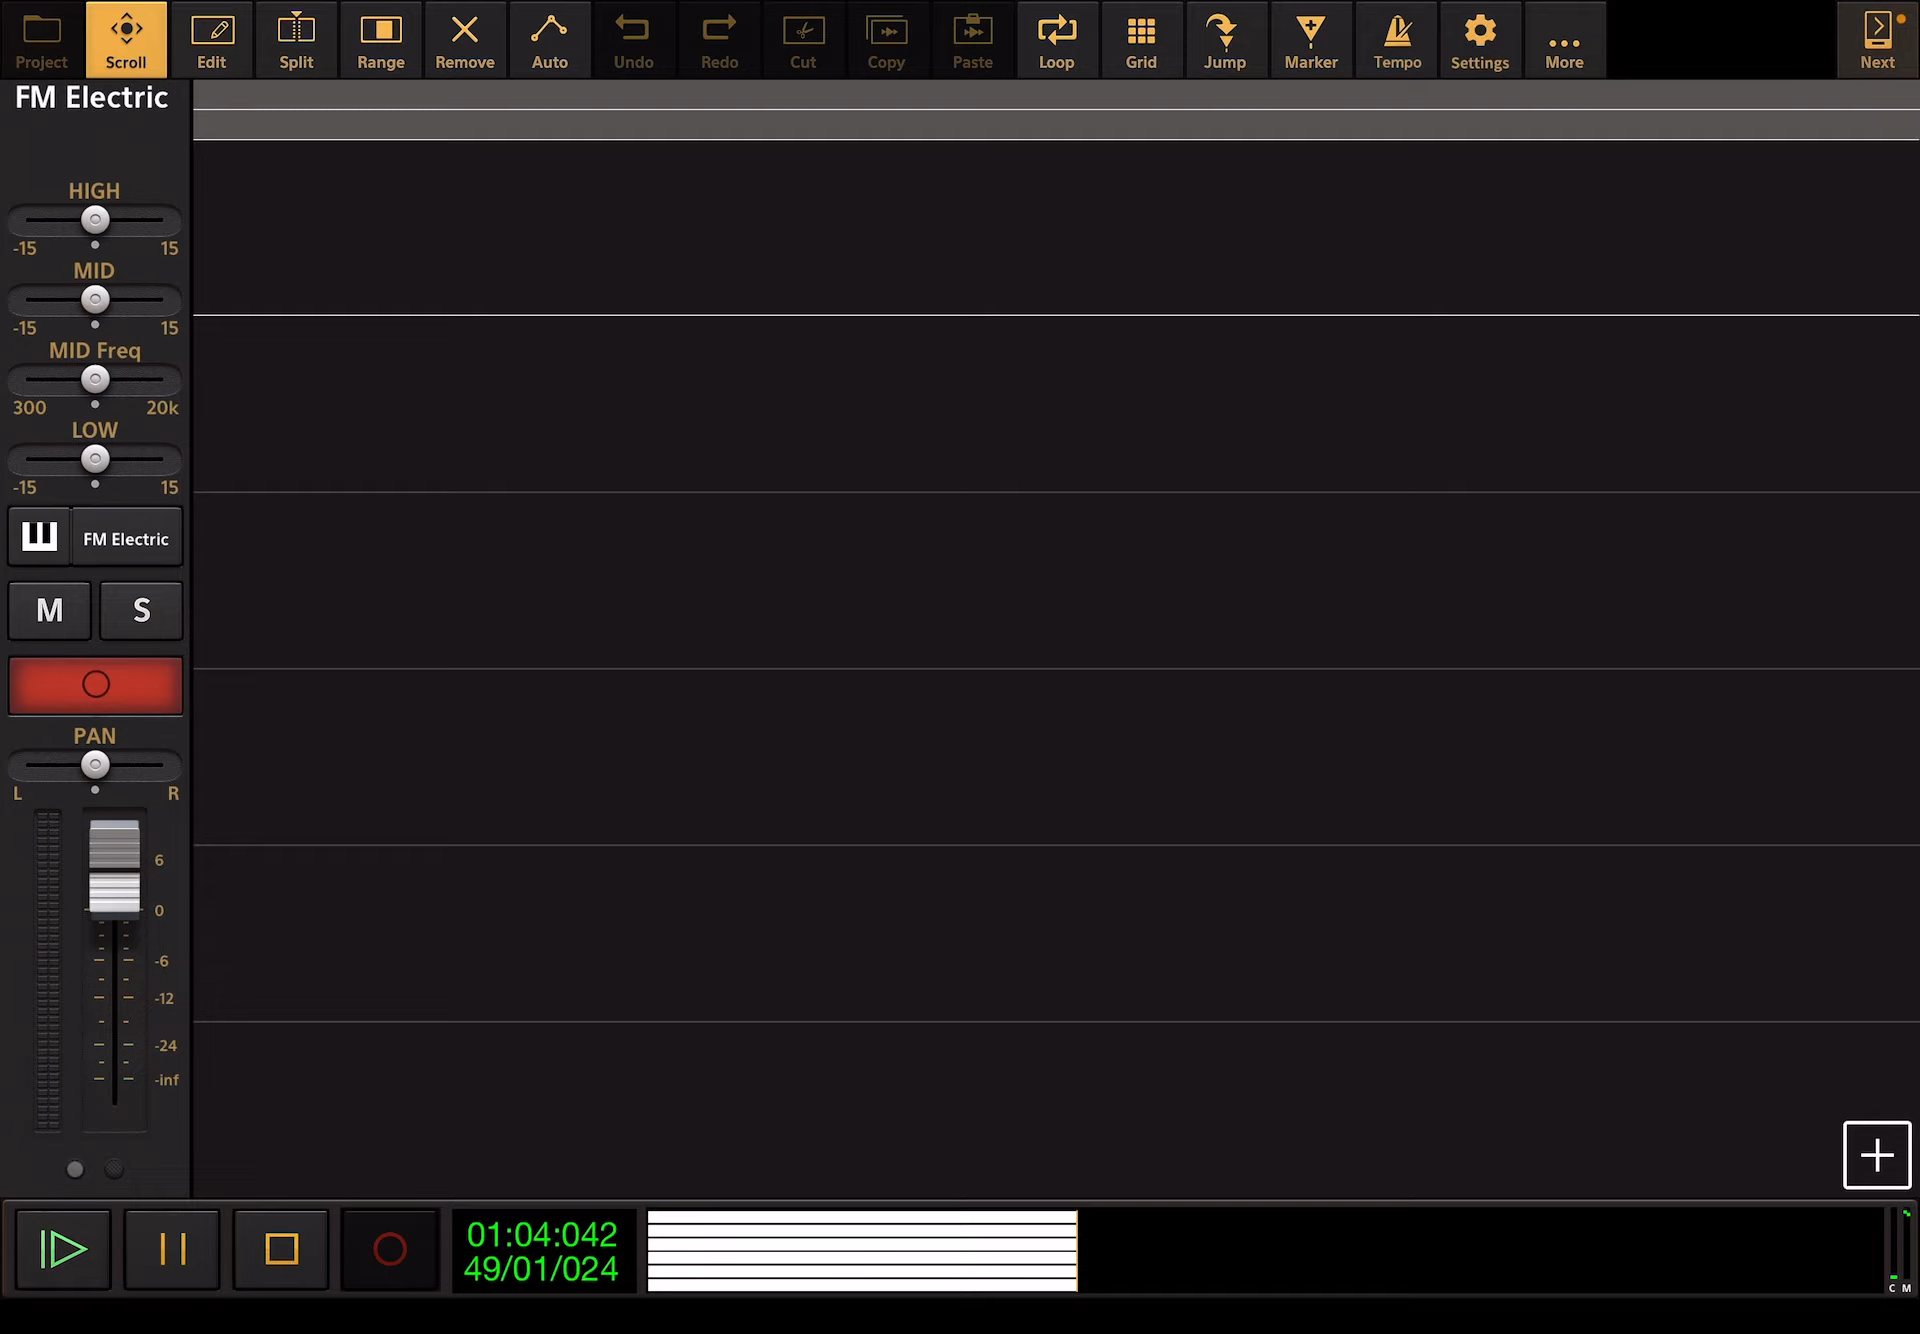 Project Scroll Edit Split Range Remove Auto Undo Redo Cut Copy Paste Loop Grid Jump Marker Tempo Settings More Next
FM Electric
HIGH
-15 15
MID
-15 15
MID Freq
300 20k
LOW
-15 15
FM Electric
M S
PAN
L R
6
0
-6
-12
-24
-inf
01:04:042
49/01/024
C M